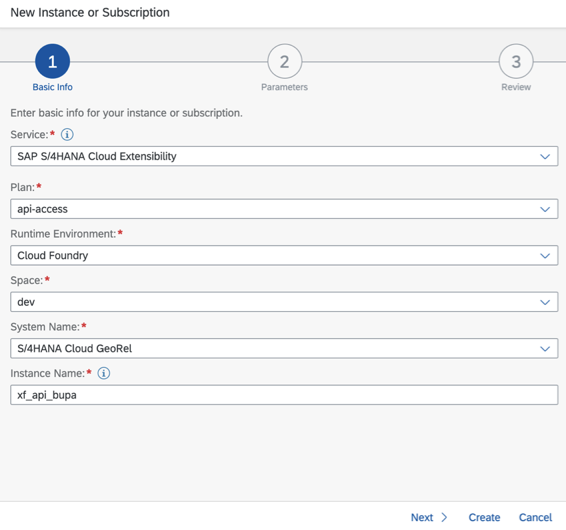 New Instance or Subscription
1 2 3
Basic Info Parameters Review
Enter basic info for your instance or subscription.
Service:*
SAP S/4HANA Cloud Extensibility
Plan:*
api-access
Runtime Environment:*
Cloud Foundry
Space:*
dev
System Name:*
S/4HANA Cloud GeoRel
Instance Name:*
xf_api_bupa
Next Create Cancel